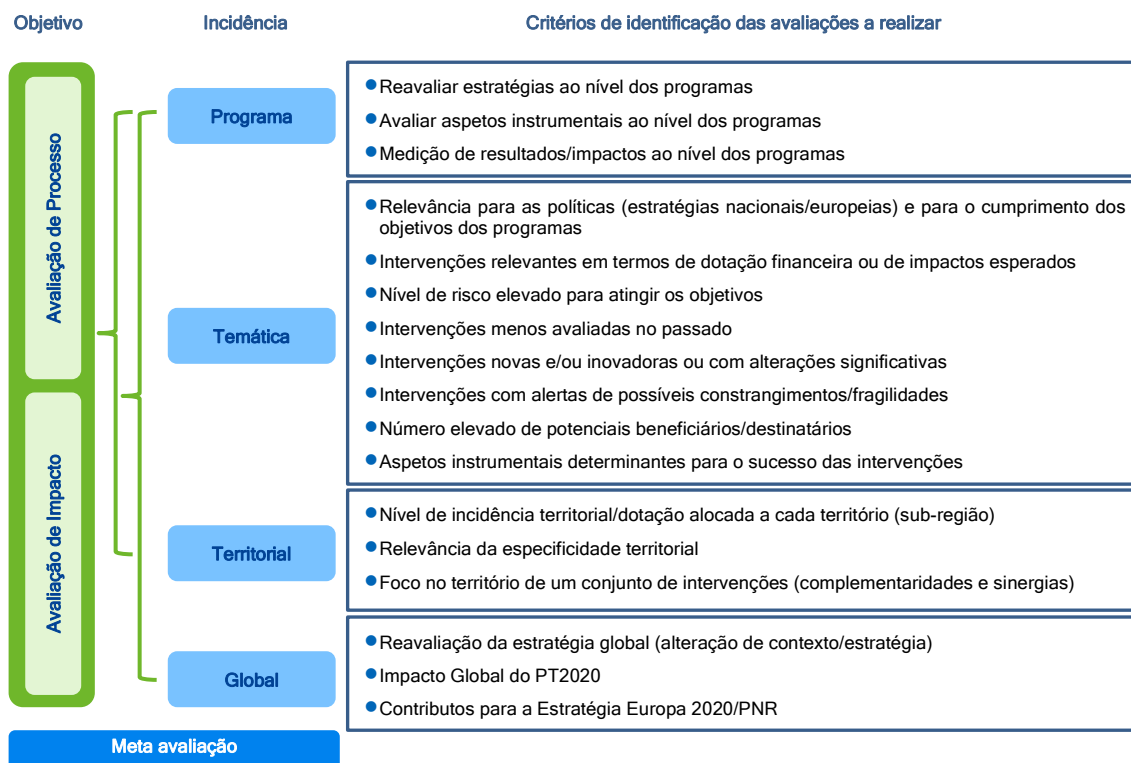 Objetivo
Incidência
Critérios de identificação das avaliações a realizar
Avaliação de Processo
Avaliação de Impacto
Programa
Reavaliar estratégias ao nível dos programas
Avaliar aspetos instrumentais ao nível dos programas
Medição de resultados/impactos ao nível dos programas
Temática
Relevância para as políticas (estratégias nacionais/europeias) e para o cumprimento dos
objetivos dos programas
Intervenções relevantes em termos de dotação financeira ou de impactos esperados
Nível de risco elevado para atingir os objetivos
Intervenções menos avaliadas no passado
Intervenções novas e/ou inovadoras ou com alterações significativas
Intervenções com alertas de possíveis constrangimentos/fragilidades
Número elevado de potenciais beneficiários/destinatários
Aspetos instrumentais determinantes para o sucesso das intervenções
Territorial
Nível de incidência territorial/dotação alocada a cada território (sub-região)
Relevância da especificidade territorial
Foco no território de um conjunto de intervenções (complementaridades e sinergias)
Global
Reavaliação da estratégia global (alteração de contexto/estratégia)
Impacto Global do PT2020
Contributos para a Estratégia Europa 2020/PNR
Meta avaliação